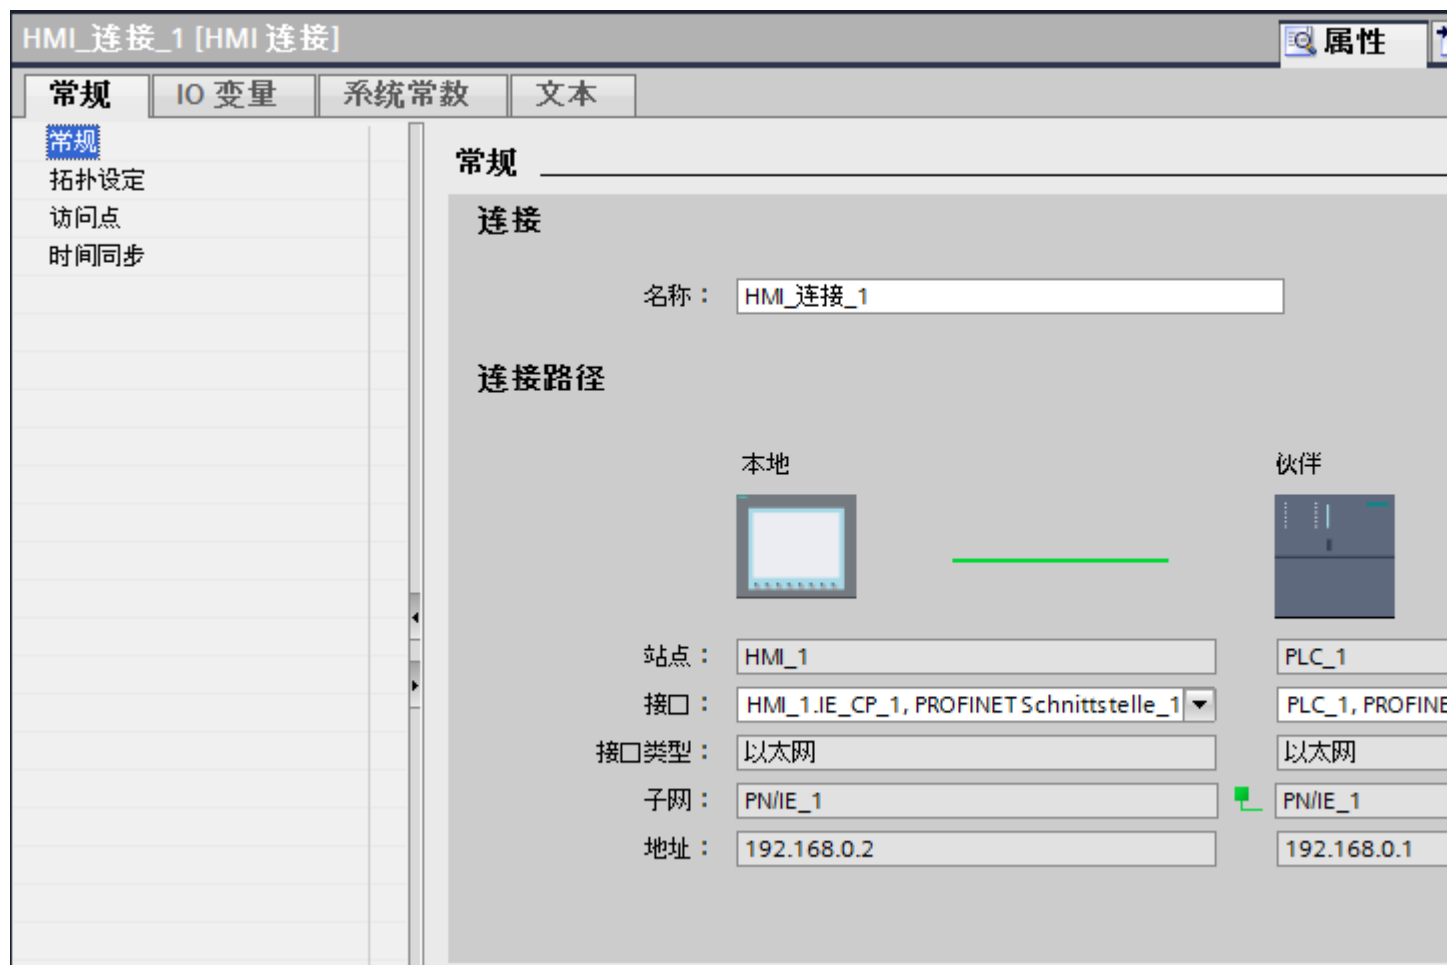 HMI_连接_1 [HMI 连接]
属性
常规 IO 变量 系统常数 文本
常规
拓扑设定
访问点
时间同步
常规
连接
名称： HMI_连接_1
连接路径
本地 伙伴
站点： HMI_1 PLC_1
接口： HMI_1.IE_CP_1, PROFINET Schnittstelle_1 PLC_1, PROFINE
接口类型： 以太网 以太网
子网： PN/IE_1 PN/IE_1
地址： 192.168.0.2 192.168.0.1